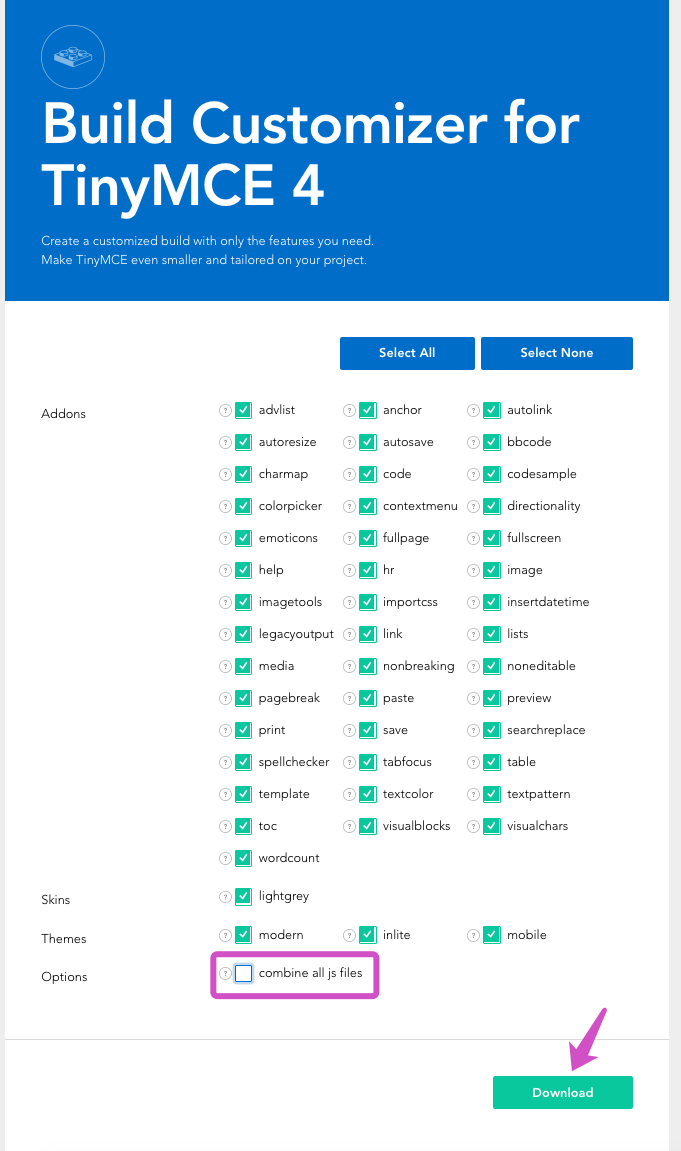 Build Customizer for
TinyMCE 4
Create a customized build with only the features you need.
Make TinyMCE even smaller and tailored on your project.
Select All Select None
Addons ? advlist ? anchor ? autolink
? autoresize ? autosave ? bbcode
? charmap ? code ? codesample
? colorpicker ? contextmenu ? directionality
? emoticons ? fullpage ? fullscreen
? help ? hr ? image
? imagetools ? importcss ? insertdatetime
? legacyoutput ? link ? lists
? media ? nonbreaking ? noneditable
? pagebreak ? paste ? preview
? print ? save ? searchreplace
? spellchecker ? tabfocus ? table
? template ? textcolor ? textpattern
? toc ? visualblocks ? visualchars
? wordcount
Skins ? lightgrey
Themes ? modern ? inlite ? mobile
Options ? combine all js files
Download